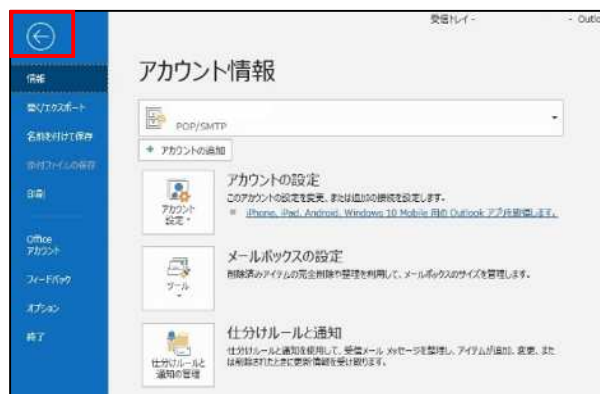 受信トレイ -
- Outlo
情報
アカウント情報
開く/エクスポート
名前を付けて保存
添付ファイルの保存
印刷
Office
アカウント
フィードバック
オプション
終了
POP/SMTP
+ アカウントの追加
アカウント
設定
アカウントの設定
このアカウントの設定を変更、または追加の接続を設定します。
iPhone、iPad、Android、Windows 10 Mobile 用の Outlook アプリを取得します。
ツール
メールボックスの設定
削除済みアイテムの完全削除や整理を利用して、メールボックスのサイズを管理します。
仕分けルールと
通知の管理
仕分けルールと通知
仕分けルールと通知を使用して、受信メール メッセージを整理し、アイテムが追加、変更、また
は削除されたときに更新情報を受け取ります。